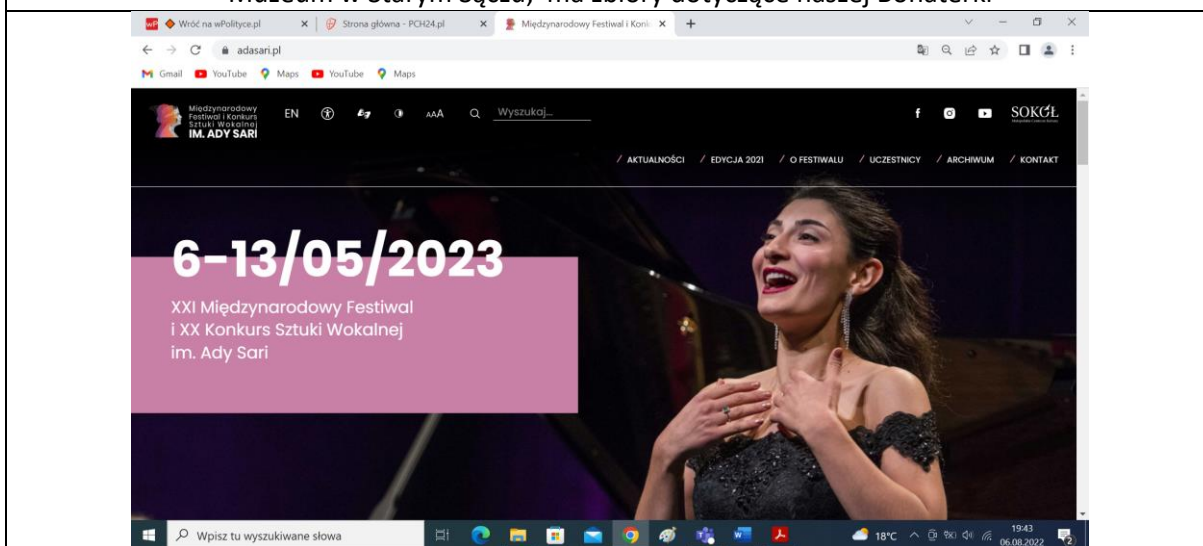 Muzeum w Starym Sączu, ma zbiory dotyczące naszej Bohaterki
Wróć na wPolityce.pl
Strona główna - PCH24.pl
Międzynarodowy Festiwal i Konk
adasari.pl
Gmail YouTube Maps YouTube Maps
Międzynarodowy
Festiwal i Konkurs
Sztuki Wokalnej
IM. ADY SARI
EN
AAA
Wyszukaj...
SOKÓŁ
/ AKTUALNOŚCI / EDYCJA 2021 / O FESTIWALU / UCZESTNICY / ARCHIWUM / KONTAKT
6-13/05/2023
XXI Międzynarodowy Festiwal
i XX Konkurs Sztuki Wokalnej
im. Ady Sari
Wpisz tu wyszukiwane słowa
18°C
19:43
06.08.2022
2